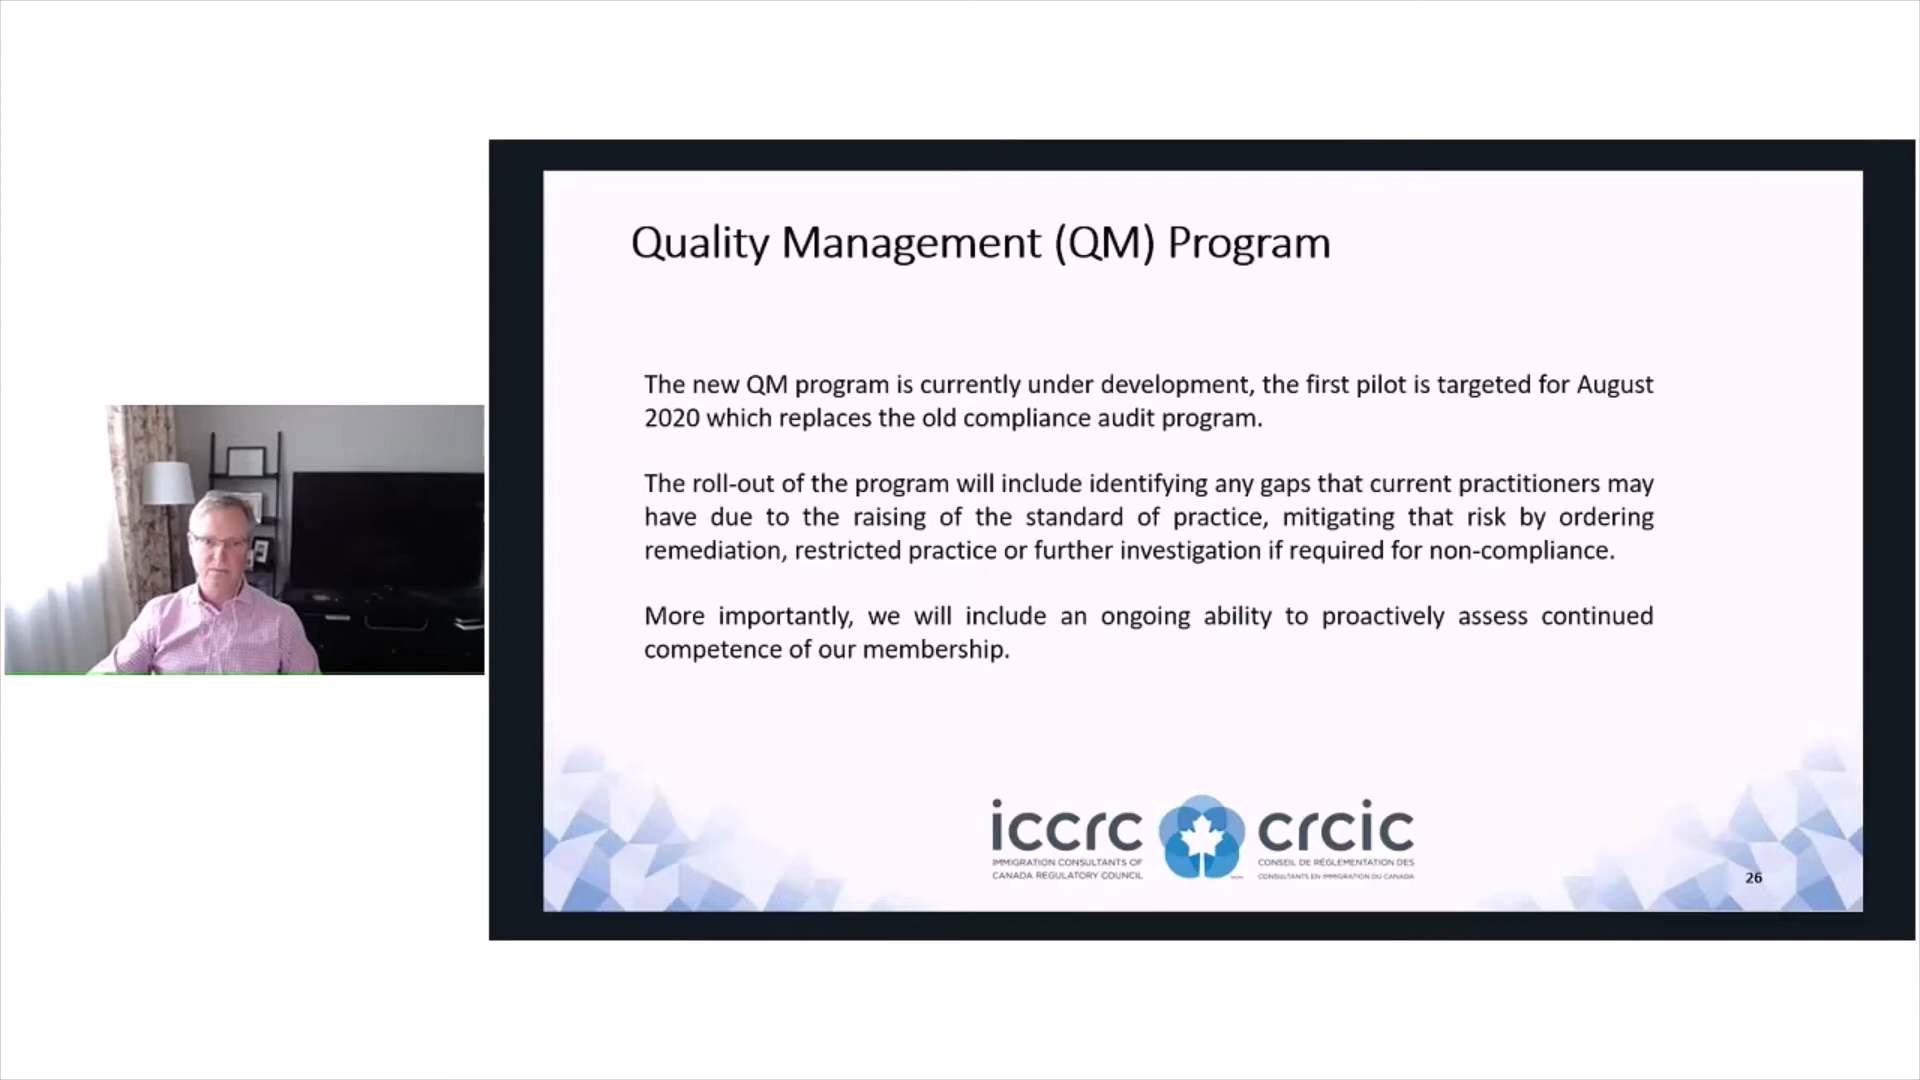 Quality Management (QM) Program
The new QM program is currently under development, the first pilot is targeted for August
2020 which replaces the old compliance audit program.
The roll-out of the program will include identifying any gaps that current practitioners may
have due to the raising of the standard of practice, mitigating that risk by ordering
remediation, restricted practice or further investigation if required for non-compliance.
More importantly, we will include an ongoing ability to proactively assess continued
competence of our membership.
iccrc
IMMIGRATION CONSULTANTS OF
CANADA REGULATORY COUNCIL
crcic
CONSEIL DE RÉGLEMENTATION DES
CONSULTANTS EN IMMIGRATION DU CANADA
26